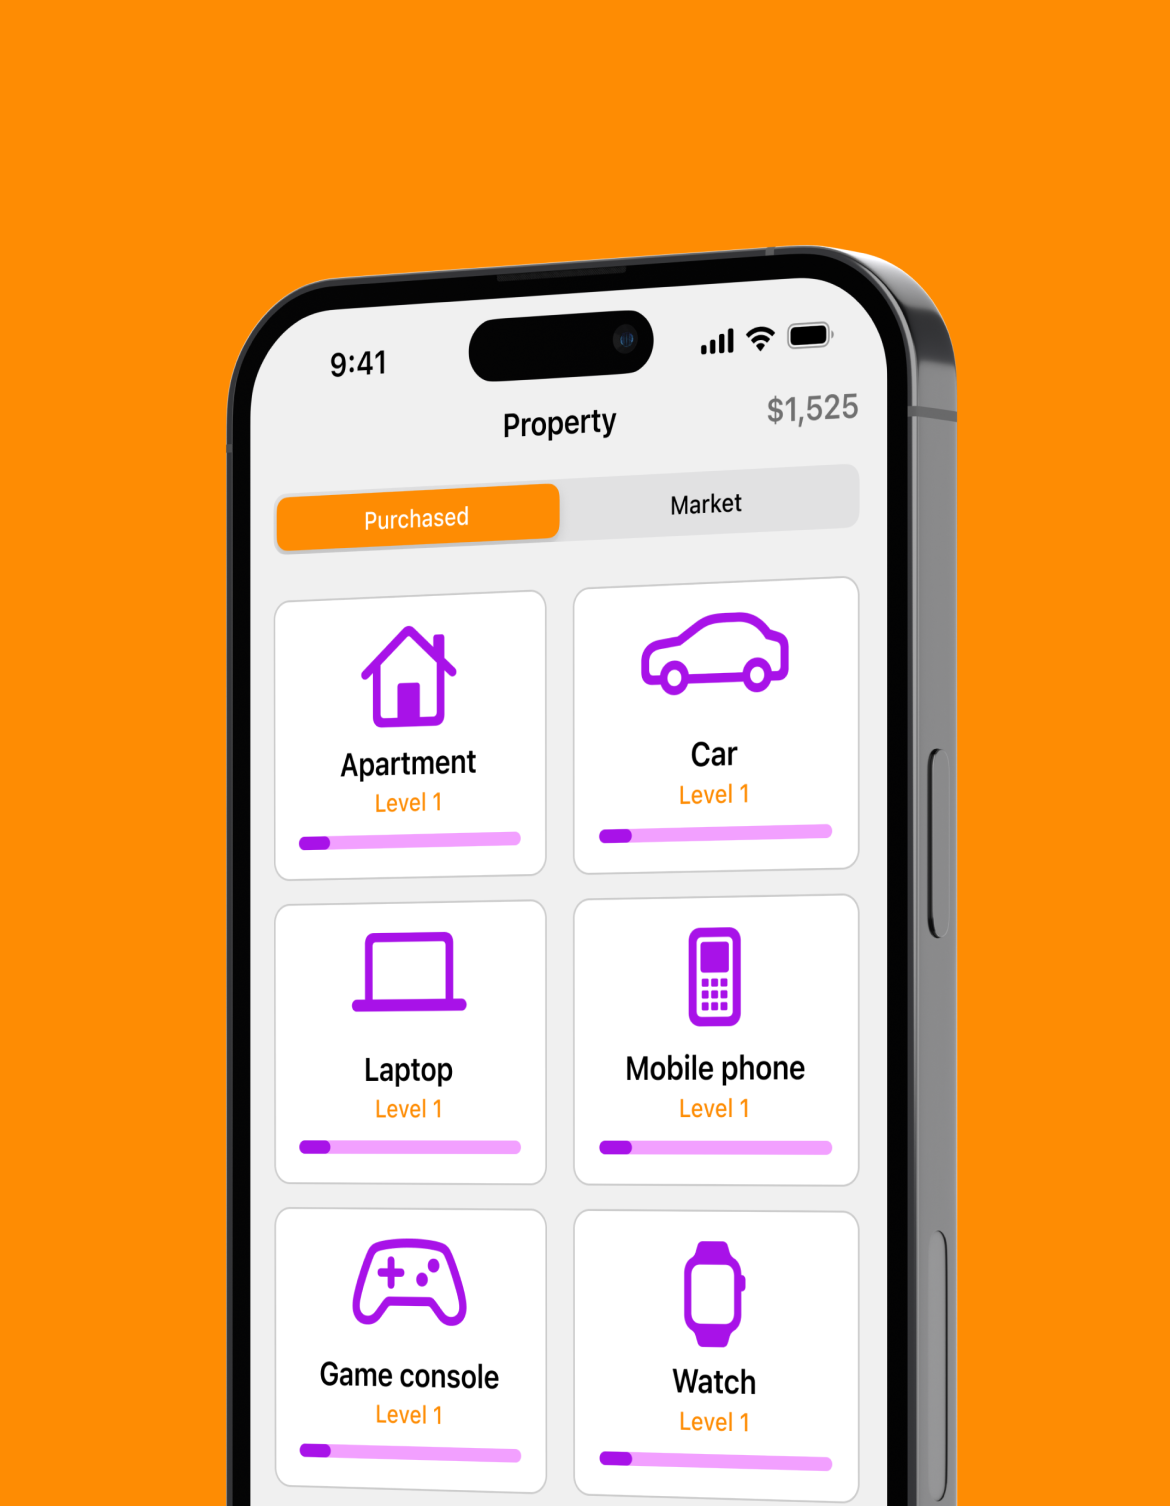 9:41
Property
$1,525
Purchased
Market
Apartment
Level 1
Car
Level 1
Laptop
Level 1
Mobile phone
Level 1
Game console
Level 1
Watch
Level 1